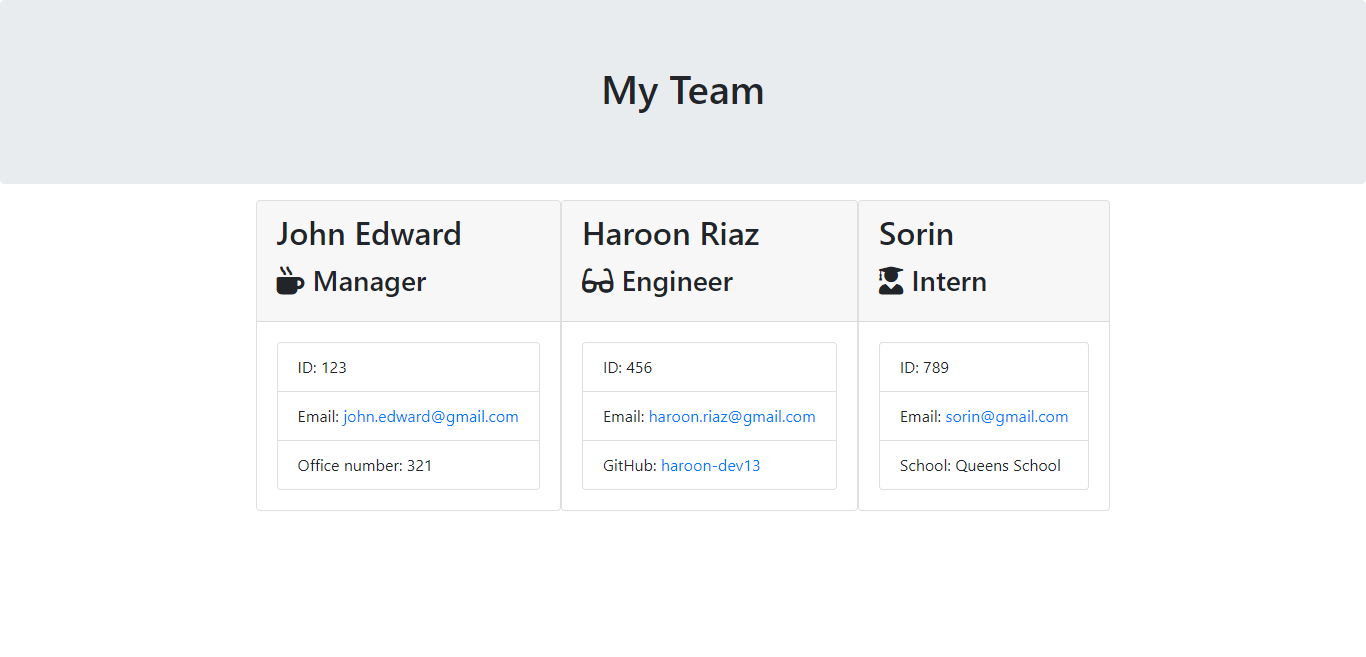 My Team
John Edward
Manager
ID: 123
Email: john.edward@gmail.com
Office number: 321
Haroon Riaz
Engineer
ID: 456
Email: haroon.riaz@gmail.com
GitHub: haroon-dev13
Sorin
Intern
ID: 789
Email: sorin@gmail.com
School: Queens School